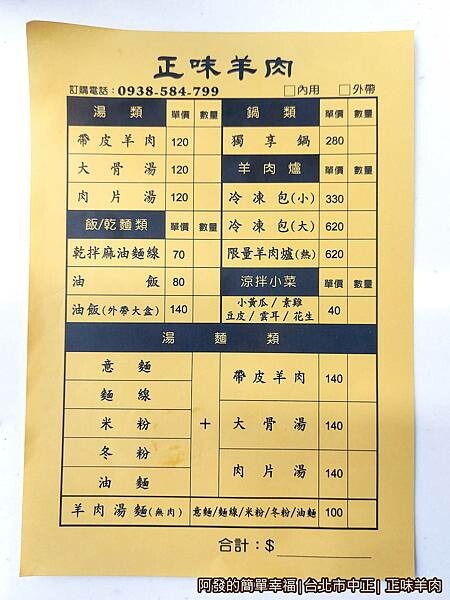 正味羊肉
訂購電話：0938-584-799 □內用 □外帶
湯類 單價 數量
帶皮羊肉 120
大骨湯 120
肉片湯 120
飯/乾麵類 單價 數量
乾拌麻油麵線 70
油飯 80
油飯(外帶大盒) 140
鍋類 單價 數量
獨享鍋 280
羊肉爐 單價 數量
冷凍包(小) 330
冷凍包(大) 620
限量羊肉爐(熱) 620
涼拌小菜 單價 數量
小黃瓜/素雞
豆皮/雲耳/花生 40
湯麵類
意麵
麵線
米粉
冬粉
油麵
+
帶皮羊肉 140
大骨湯 140
肉片湯 140
羊肉湯麵(無肉) 意麵/麵線/米粉/冬粉/油麵 100
合計：$
阿發的簡單幸福|台北市中正| 正味羊肉